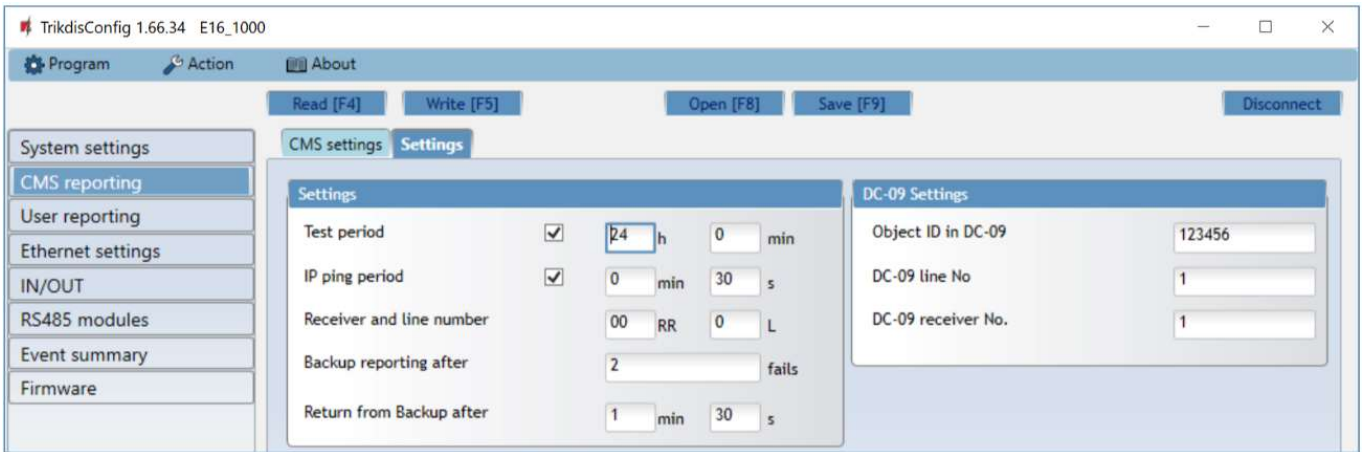 TrikdisConfig 1.66.34 E16_1000
Program Action About
Read [F4] Write [F5] Open [F8] Save [F9] Disconnect
System settings
CMS reporting
User reporting
Ethernet settings
IN/OUT
RS485 modules
Event summary
Firmware
CMS settings Settings
Settings
Test period 24 h 0 min
IP ping period 0 min 30 s
Receiver and line number 00 RR 0 L
Backup reporting after 2 fails
Return from Backup after 1 min 30 s
DC-09 Settings
Object ID in DC-09 123456
DC-09 line No 1
DC-09 receiver No. 1